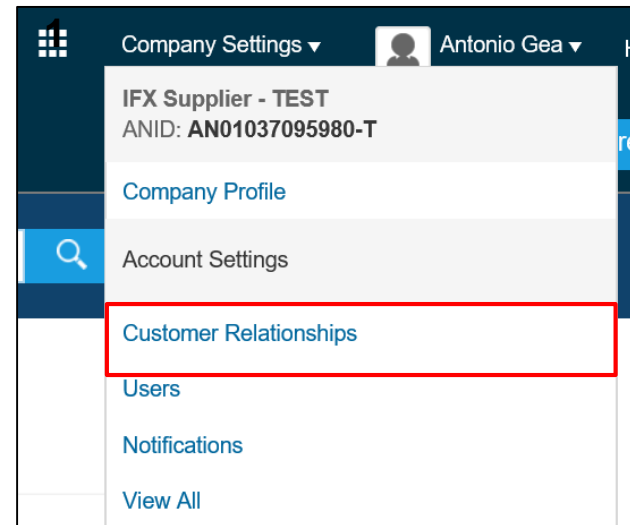 1
Company Settings ▾ Antonio Gea ▾
IFX Supplier - TEST
ANID: AN01037095980-T
Company Profile
Account Settings
Customer Relationships
Users
Notifications
View All